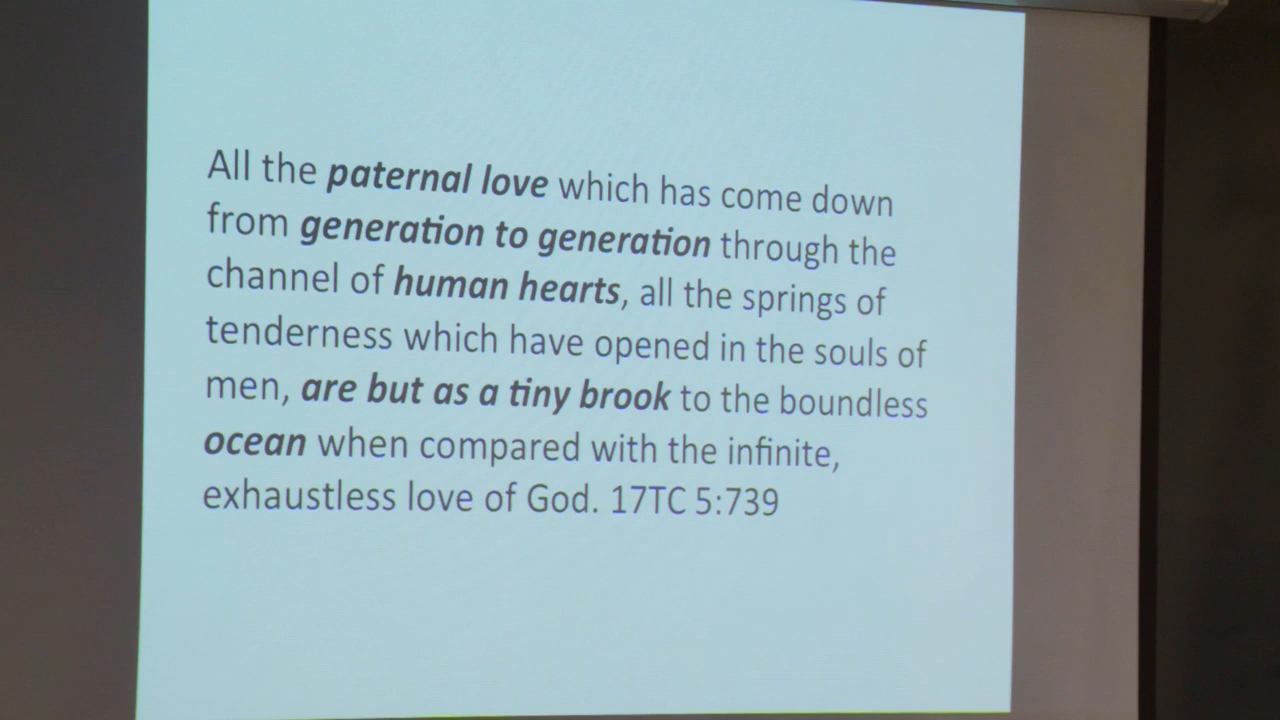 All the paternal love which has come down
from generation to generation through the
channel of human hearts, all the springs of
tenderness which have opened in the souls of
men, are but as a tiny brook to the boundless
ocean when compared with the infinite,
exhaustless love of God. 17TC 5:739